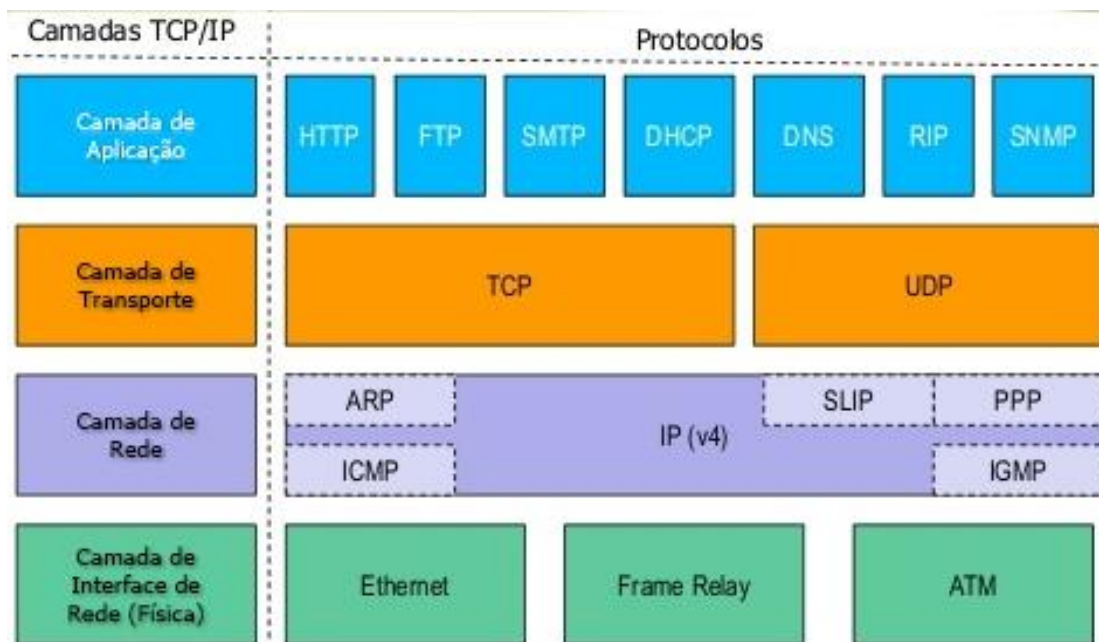 Camadas TCP/IP
Protocolos
Camada de
Aplicação
HTTP
FTP
SMTP
DHCP
DNS
RIP
SNMP
Camada de
Transporte
TCP
UDP
Camada de
Rede
ARP
SLIP
PPP
IP (v4)
ICMP
IGMP
Camada de
Interface de
Rede (Física)
Ethernet
Frame Relay
ATM